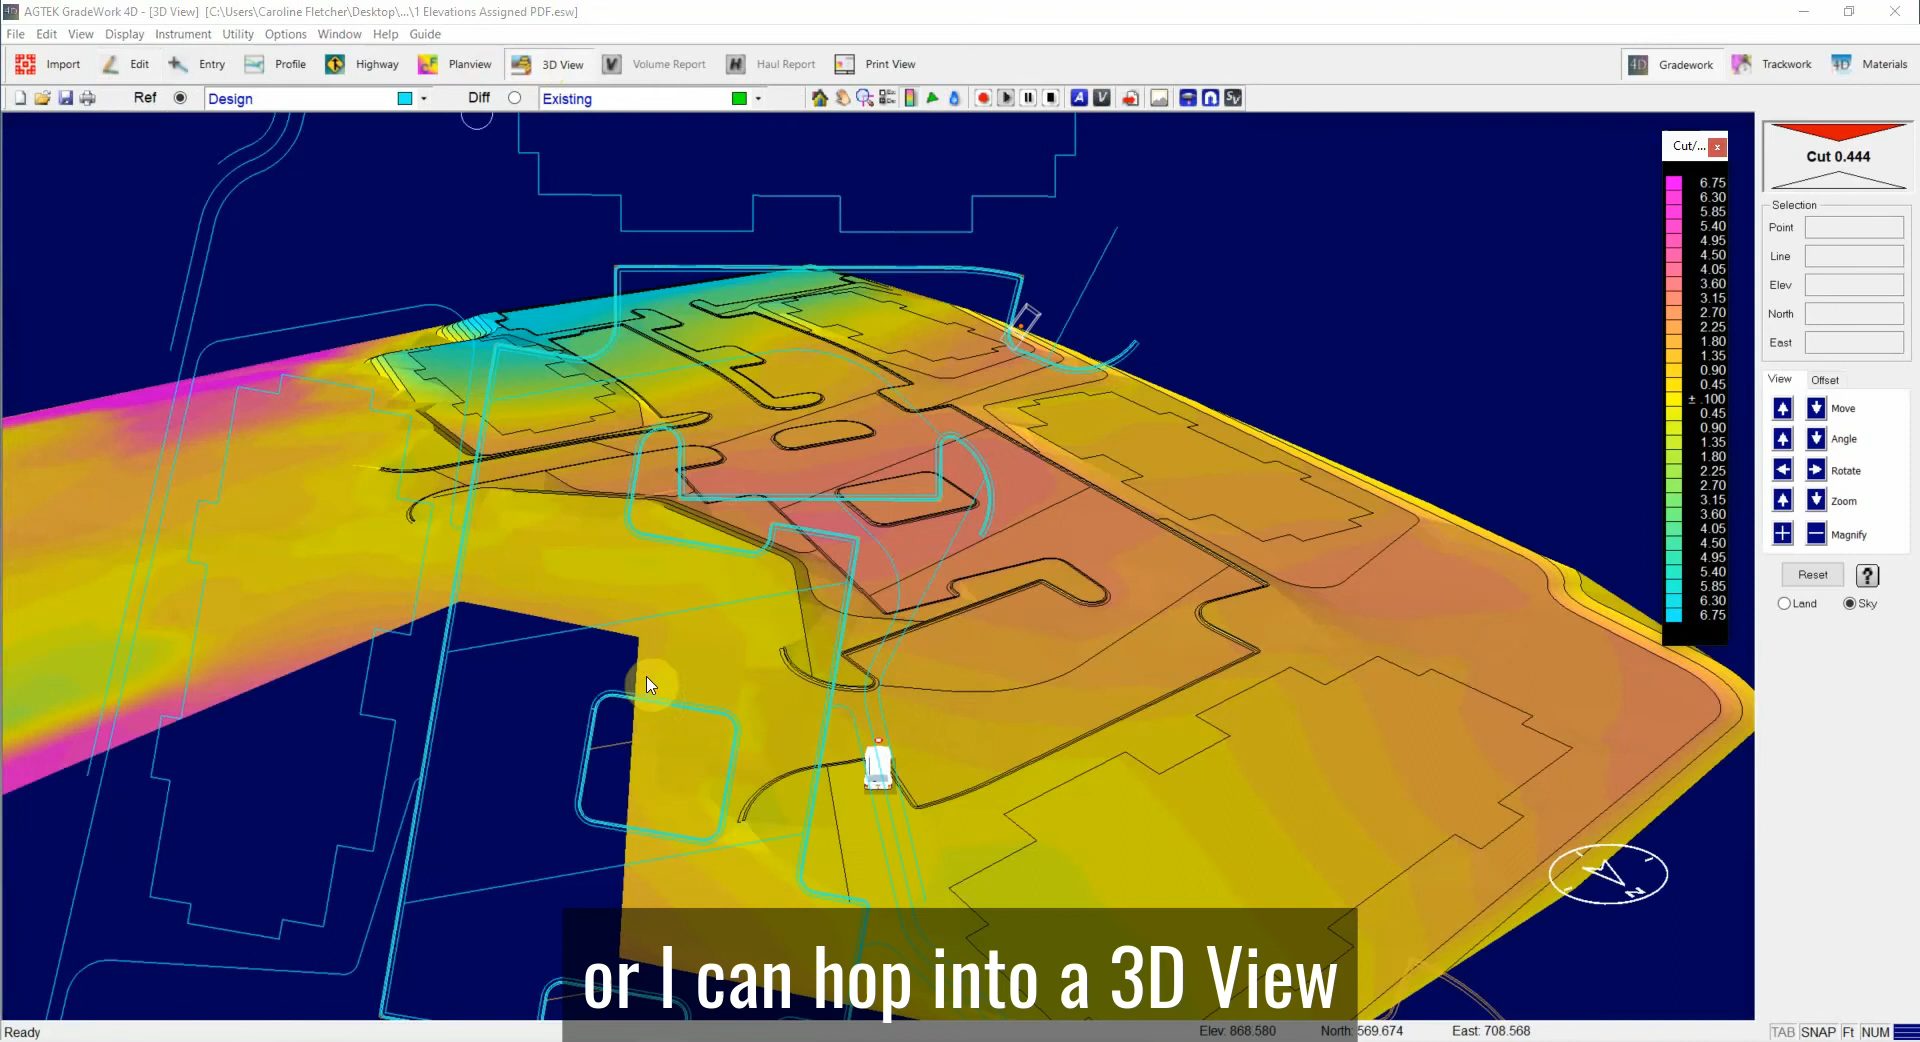 AGTEK GradeWork 4D - [3D View]  [C:\Users\Caroline Fletcher\Desktop\...\1 Elevations Assigned PDF.esw]
File Edit View Display Instrument Utility Options Window Help Guide
Import Edit Entry Profile Highway Planview 3D View Volume Report Haul Report Print View Gradework Trackwork Materials
Ref Design Diff Existing
Cut/...
Cut 0.444
6.75
6.30
5.85
5.40
4.95
4.50
4.05
3.60
3.15
2.70
2.25
1.80
1.35
0.90
0.45
± .100
0.45
0.90
1.35
1.80
2.25
2.70
3.15
3.60
4.05
4.50
4.95
5.40
5.85
6.30
6.75
Selection
Point
Line
Elev
North
East
View Offset
Move
Angle
Rotate
Zoom
Magnify
Reset ?
Land Sky
N
or I can hop into a 3D View
Ready Elev: 868.580 North: 569.674 East: 708.568 TAB SNAP Ft NUM